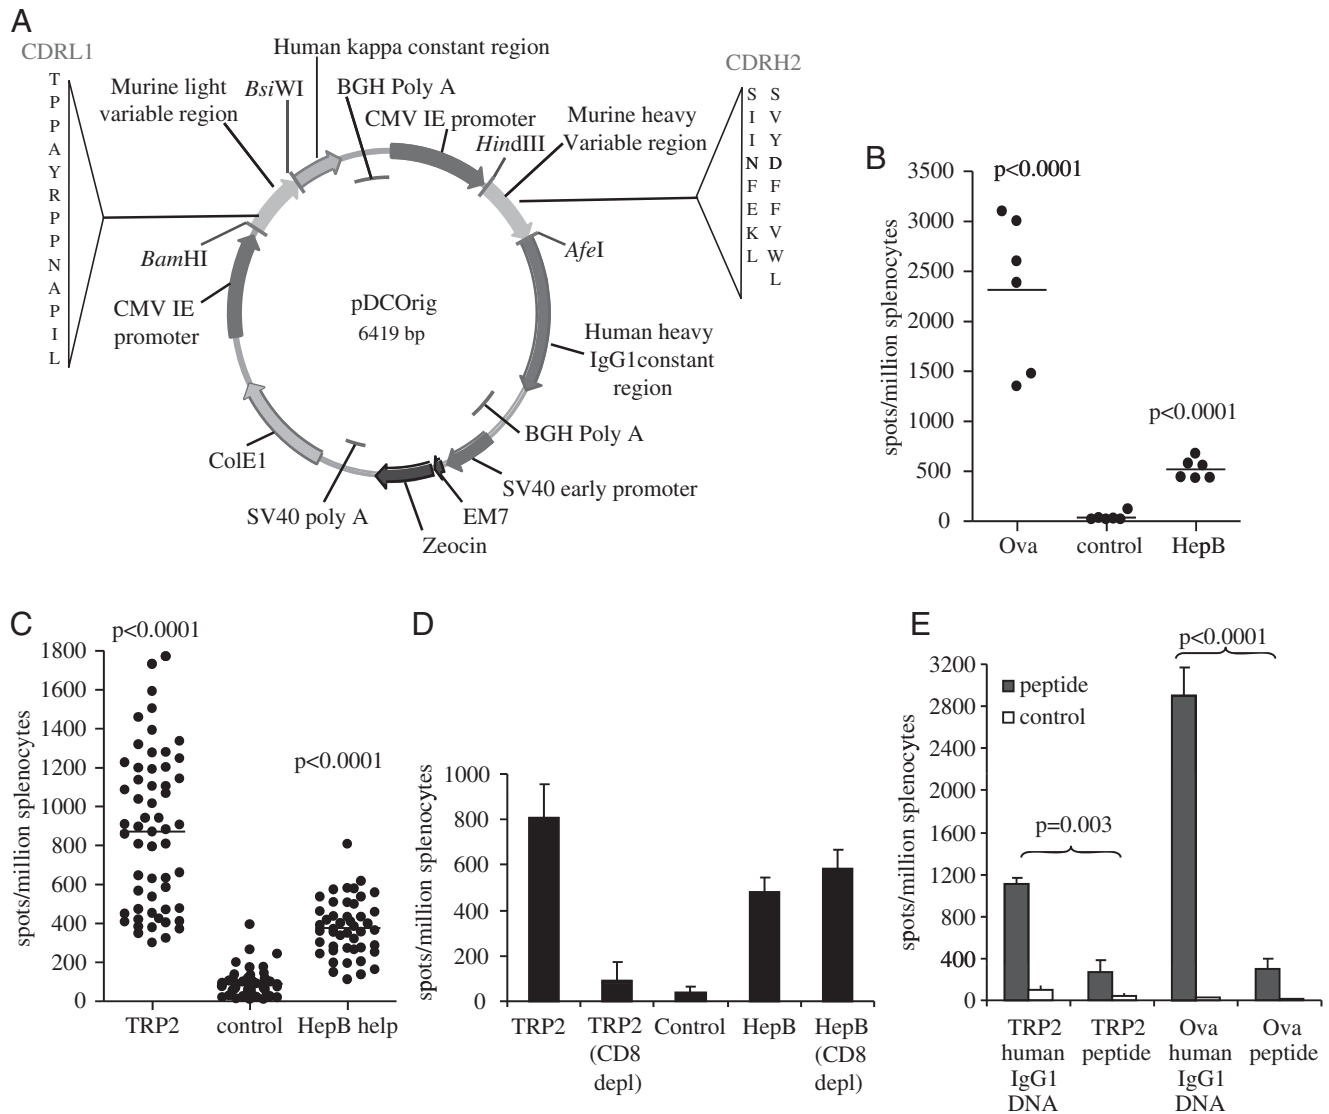 A
CDRL1
T
P
P
A
Y
R
P
P
N
A
P
I
L
Human kappa constant region
Murine light
variable region
BsiWI
BGH Poly A
CMV IE promoter
HindIII
Murine heavy
Variable region
CDRH2
S S
I V
I Y
N D
F F
E F
K V
L W
L
BamHI
AfeI
CMV IE
promoter
pDCOrig
6419 bp
Human heavy
IgG1constant
region
BGH Poly A
ColE1
SV40 early promoter
SV40 poly A
EM7
Zeocin
B
spots/million splenocytes
3500
3000
2500
2000
1500
1000
500
0
p<0.0001
p<0.0001
Ova control HepB
C
spots/million splenocytes
1800
1600
1400
1200
1000
800
600
400
200
0
p<0.0001
p<0.0001
TRP2 control HepB help
D
spots/million splenocytes
1000
800
600
400
200
0
TRP2
TRP2
(CD8
depl)
Control
HepB
HepB
(CD8
depl)
E
spots/million splenocytes
3200
2800
2400
2000
1600
1200
800
400
0
peptide
control
p=0.003
p<0.0001
TRP2
human
IgG1
DNA
TRP2
peptide
Ova
human
IgG1
DNA
Ova
peptide